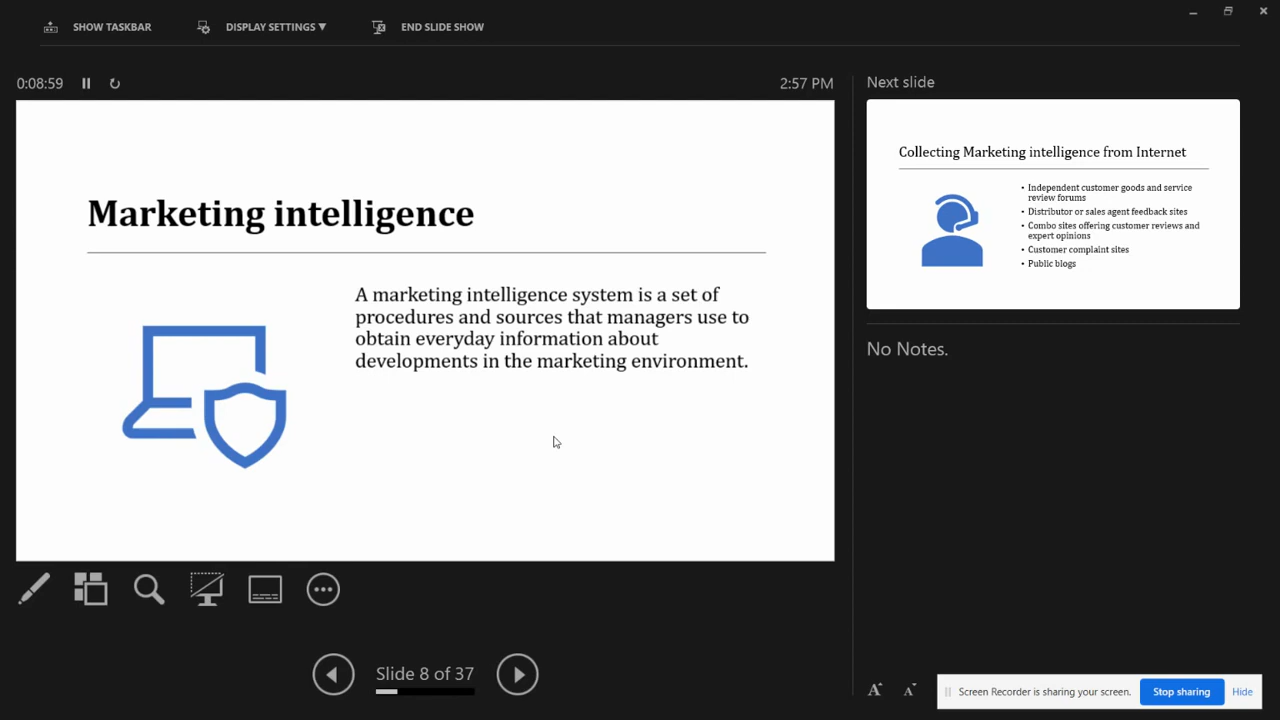 SHOW TASKBAR
DISPLAY SETTINGS ▼
END SLIDE SHOW
0:08:59
2:57 PM
Marketing intelligence
A marketing intelligence system is a set of
procedures and sources that managers use to
obtain everyday information about
developments in the marketing environment.
Slide 8 of 37
Next slide
Collecting Marketing intelligence from Internet
• Independent customer goods and service
review forums
• Distributor or sales agent feedback sites
• Combo sites offering customer reviews and
expert opinions
• Customer complaint sites
• Public blogs
No Notes.
A A
Screen Recorder is sharing your screen.
Stop sharing
Hide